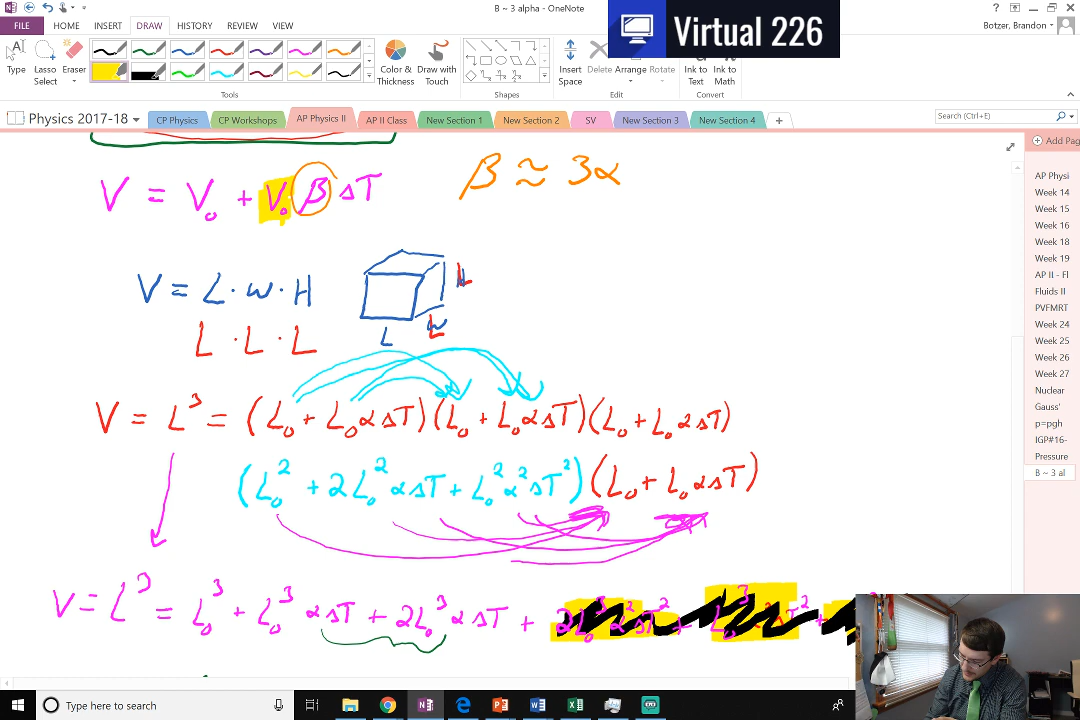 B ~ 3 alpha - OneNote
Virtual 226
Botzer, Brandon
FILE HOME INSERT DRAW HISTORY REVIEW VIEW
Type Lasso Select Eraser Color & Thickness Draw with Touch Insert Space Delete Arrange Rotate Ink to Text Ink to Math
Tools Shapes Edit Convert
Physics 2017-18 CP Physics CP Workshops AP Physics II AP II Class New Section 1 New Section 2 SV New Section 3 New Section 4 + Search (Ctrl+E)
Add Pag
AP Physi
Week 14
Week 15
Week 16
Week 18
Week 19
AP II - Fl
Fluids II
PVFMRT
Week 24
Week 25
Week 26
Week 27
Nuclear
Gauss'
p=pgh
IGP#16-
Pressure
B ~ 3 al
V = V₀ + V₀ β ΔT β ≈ 3α
V = L · W · H
L · L · L
L W L
V = L³ = (L₀ + L₀αΔT)(L₀ + L₀αΔT)(L₀ + L₀αΔT)
(L₀² + 2L₀²αΔT + L₀²α²ΔT²)(L₀ + L₀αΔT)
V = L³ = L₀³ + L₀³αΔT + 2L₀³αΔT + 2L₀³α²ΔT² + L₀³α²ΔT² +
Type here to search